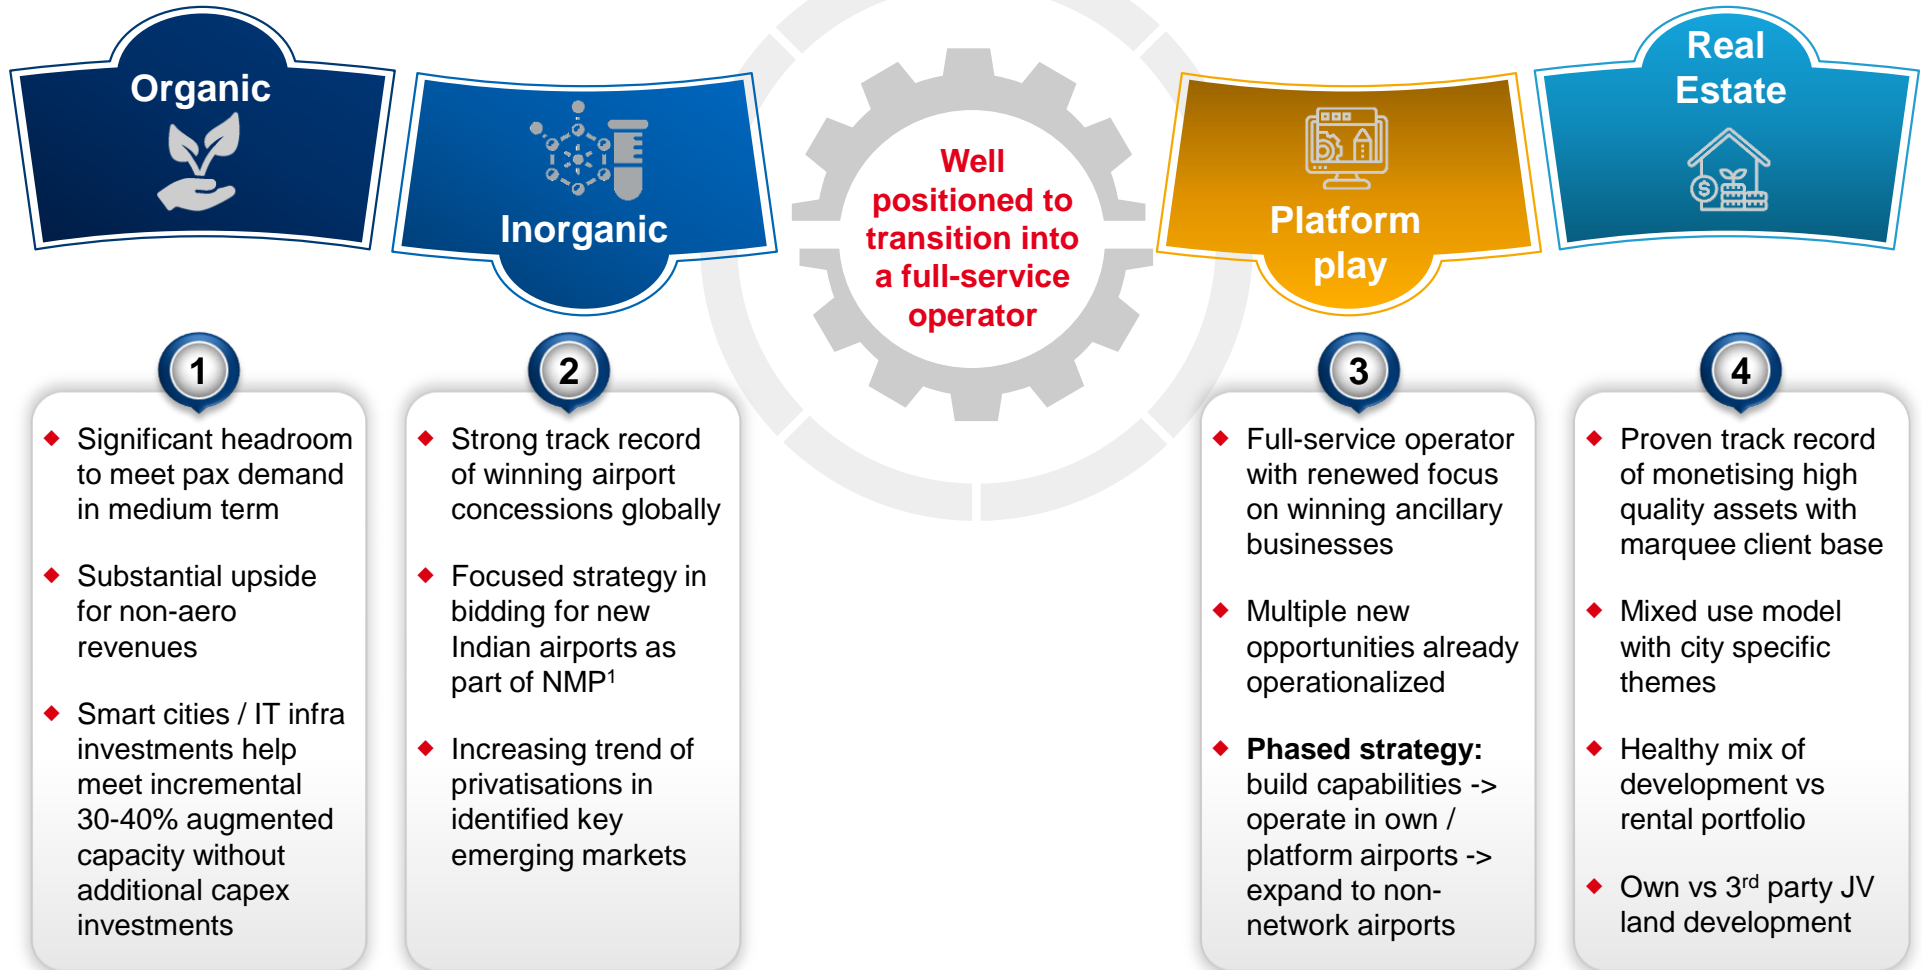 Organic
Inorganic
Well
positioned to
transition into
a full-service
operator
Platform
play
Real
Estate
1
Significant headroom
to meet pax demand
in medium term
Substantial upside
for non-aero
revenues
Smart cities / IT infra
investments help
meet incremental
30-40% augmented
capacity without
additional capex
investments
2
Strong track record
of winning airport
concessions globally
Focused strategy in
bidding for new
Indian airports as
part of NMP¹
Increasing trend of
privatisations in
identified key
emerging markets
3
Full-service operator
with renewed focus
on winning ancillary
businesses
Multiple new
opportunities already
operationalized
Phased strategy:
build capabilities ->
operate in own /
platform airports ->
expand to non-
network airports
4
Proven track record
of monetising high
quality assets with
marquee client base
Mixed use model
with city specific
themes
Healthy mix of
development vs
rental portfolio
Own vs 3rd party JV
land development